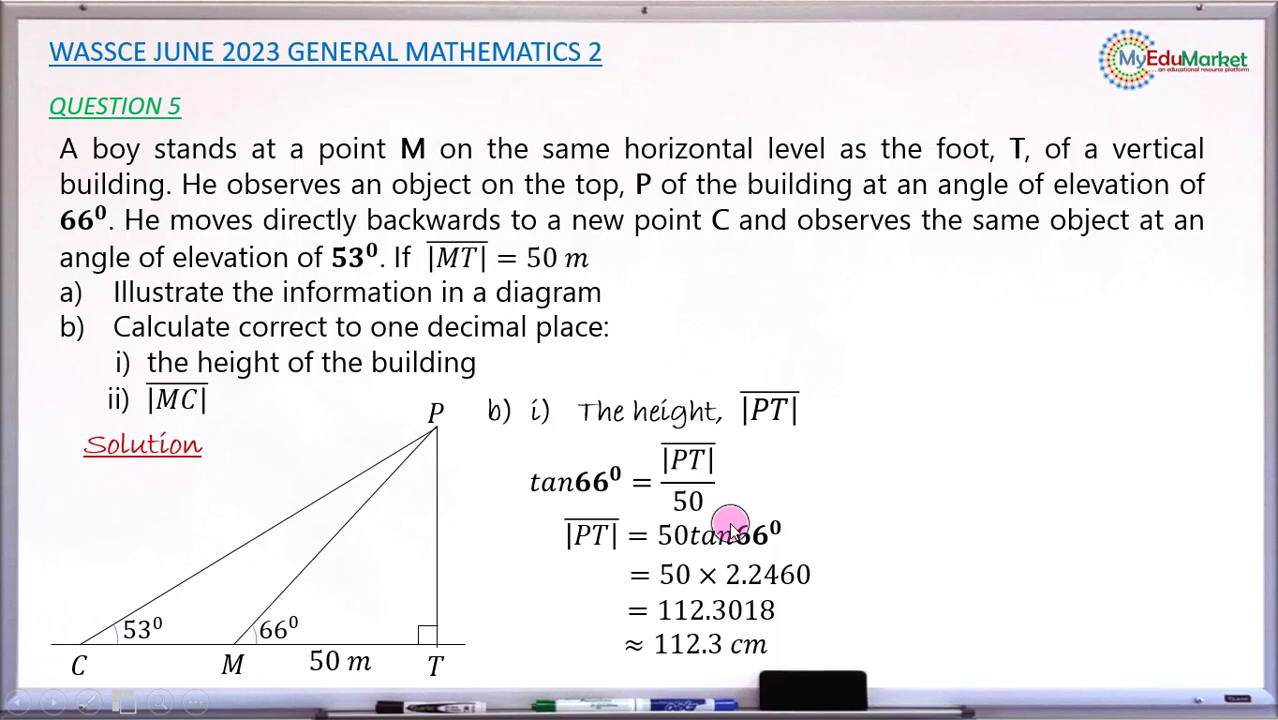 WASSCE JUNE 2023 GENERAL MATHEMATICS 2
MyEduMarket
... an educational resource platform
QUESTION 5
A boy stands at a point M on the same horizontal level as the foot, T, of a vertical
building. He observes an object on the top, P of the building at an angle of elevation of
66⁰. He moves directly backwards to a new point C and observes the same object at an
angle of elevation of 53⁰. If |M̅T̅| = 50 m
a) Illustrate the information in a diagram
b) Calculate correct to one decimal place:
i) the height of the building
ii) |M̅C̅|
Solution
P
53⁰
66⁰
C
M
50 m
T
b) i) The height, |P̅T̅|
tan66⁰ = |P̅T̅|/50
|P̅T̅| = 50tan66⁰
= 50 × 2.2460
= 112.3018
≈ 112.3 cm